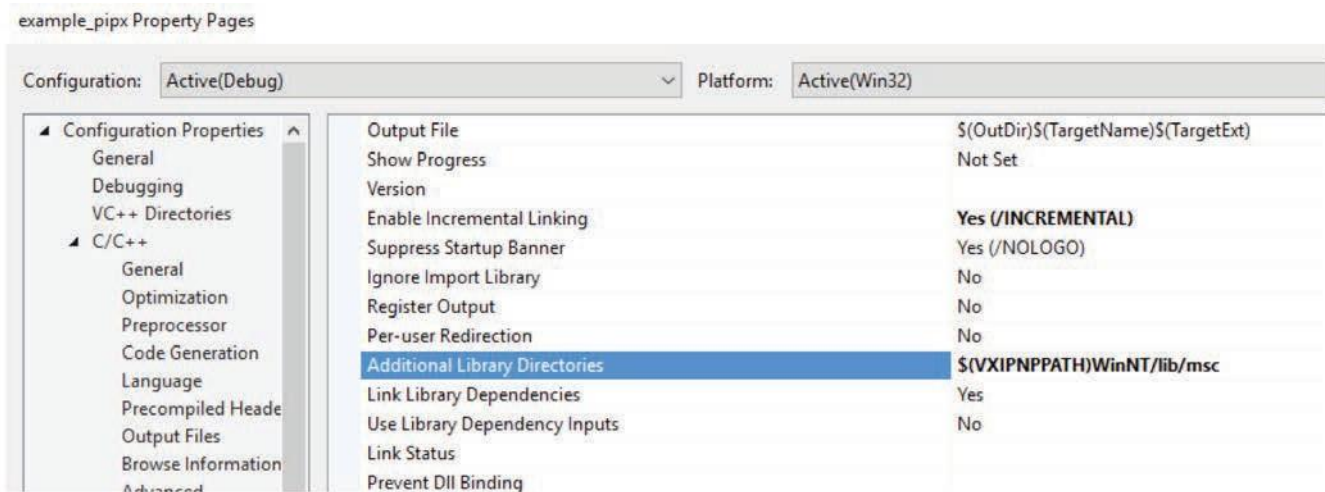 example_pipx Property Pages
Configuration: Active(Debug) Platform: Active(Win32)
Configuration Properties
General
Debugging
VC++ Directories
C/C++
General
Optimization
Preprocessor
Code Generation
Language
Precompiled Heade
Output Files
Browse Information
Advanced
Output File $(OutDir)$(TargetName)$(TargetExt)
Show Progress Not Set
Version
Enable Incremental Linking Yes (/INCREMENTAL)
Suppress Startup Banner Yes (/NOLOGO)
Ignore Import Library No
Register Output No
Per-user Redirection No
Additional Library Directories $(VXIPNPPATH)WinNT/lib/msc
Link Library Dependencies Yes
Use Library Dependency Inputs No
Link Status
Prevent Dll Binding